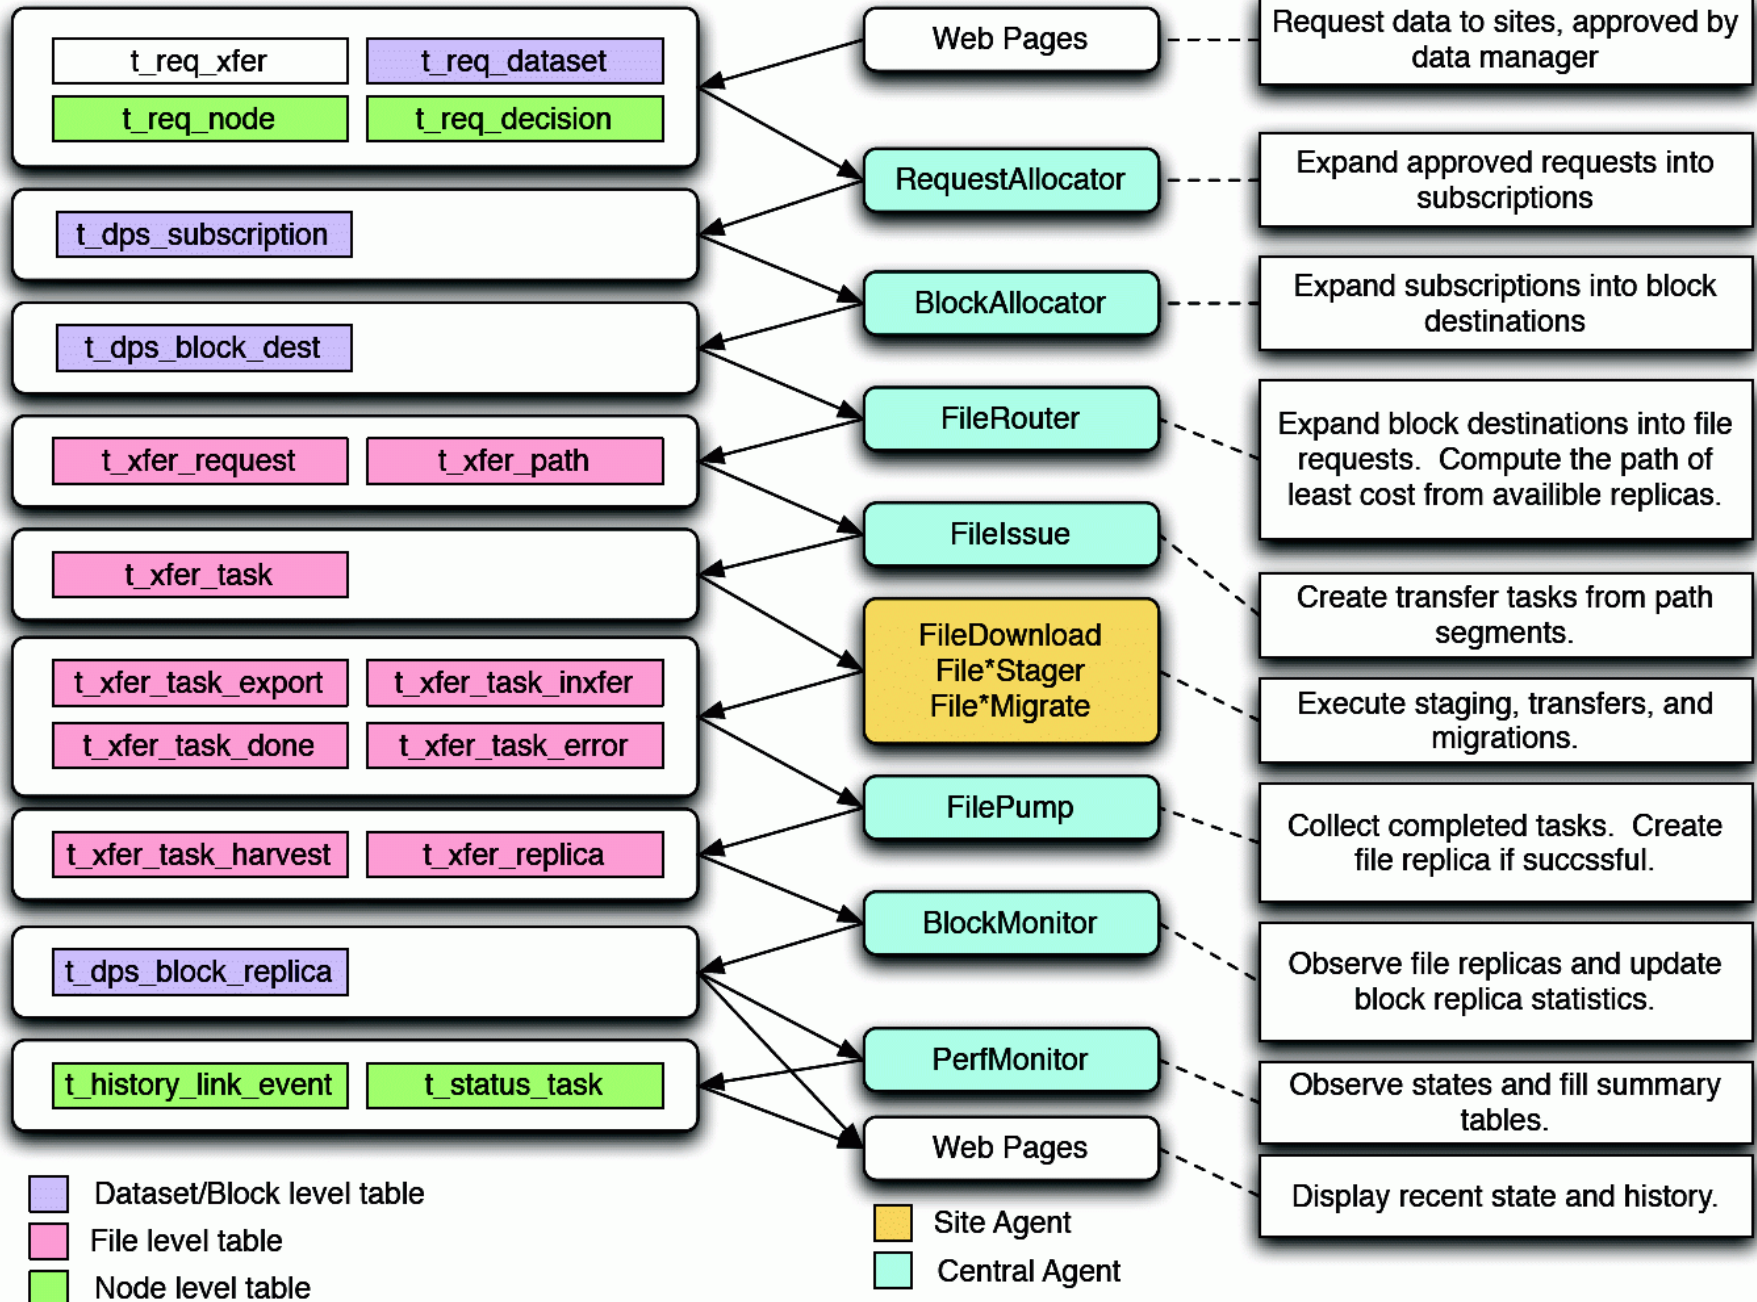 t_req_xfer
t_req_dataset
t_req_node
t_req_decision
t_dps_subscription
t_dps_block_dest
t_xfer_request
t_xfer_path
t_xfer_task
t_xfer_task_export
t_xfer_task_inxfer
t_xfer_task_done
t_xfer_task_error
t_xfer_task_harvest
t_xfer_replica
t_dps_block_replica
t_history_link_event
t_status_task
Dataset/Block level table
File level table
Node level table
Web Pages
RequestAllocator
BlockAllocator
FileRouter
FileIssue
FileDownload
File*Stager
File*Migrate
FilePump
BlockMonitor
PerfMonitor
Web Pages
Site Agent
Central Agent
Request data to sites, approved by
data manager
Expand approved requests into
subscriptions
Expand subscriptions into block
destinations
Expand block destinations into file
requests.  Compute the path of
least cost from availible replicas.
Create transfer tasks from path
segments.
Execute staging, transfers, and
migrations.
Collect completed tasks.  Create
file replica if succssful.
Observe file replicas and update
block replica statistics.
Observe states and fill summary
tables.
Display recent state and history.